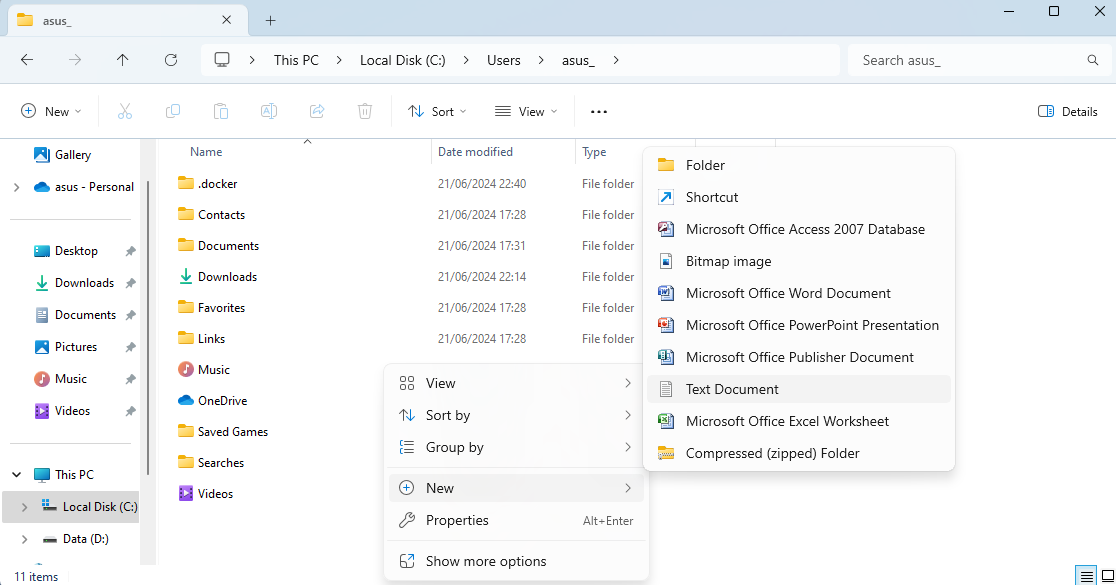 asus_
This PC
Local Disk (C:)
Users
asus_
Search asus_
New
Sort
View
Details
Gallery
asus - Personal
Desktop
Downloads
Documents
Pictures
Music
Videos
This PC
Local Disk (C:)
Data (D:)
Name Date modified Type
.docker 21/06/2024 22:40 File folder
Contacts 21/06/2024 17:28 File folder
Documents 21/06/2024 17:31 File folder
Downloads 21/06/2024 22:14 File folder
Favorites 21/06/2024 17:28 File folder
Links 21/06/2024 17:28 File folder
Music
OneDrive
Saved Games
Searches
Videos
View
Sort by
Group by
New
Properties Alt+Enter
Show more options
Folder
Shortcut
Microsoft Office Access 2007 Database
Bitmap image
Microsoft Office Word Document
Microsoft Office PowerPoint Presentation
Microsoft Office Publisher Document
Text Document
Microsoft Office Excel Worksheet
Compressed (zipped) Folder
11 items